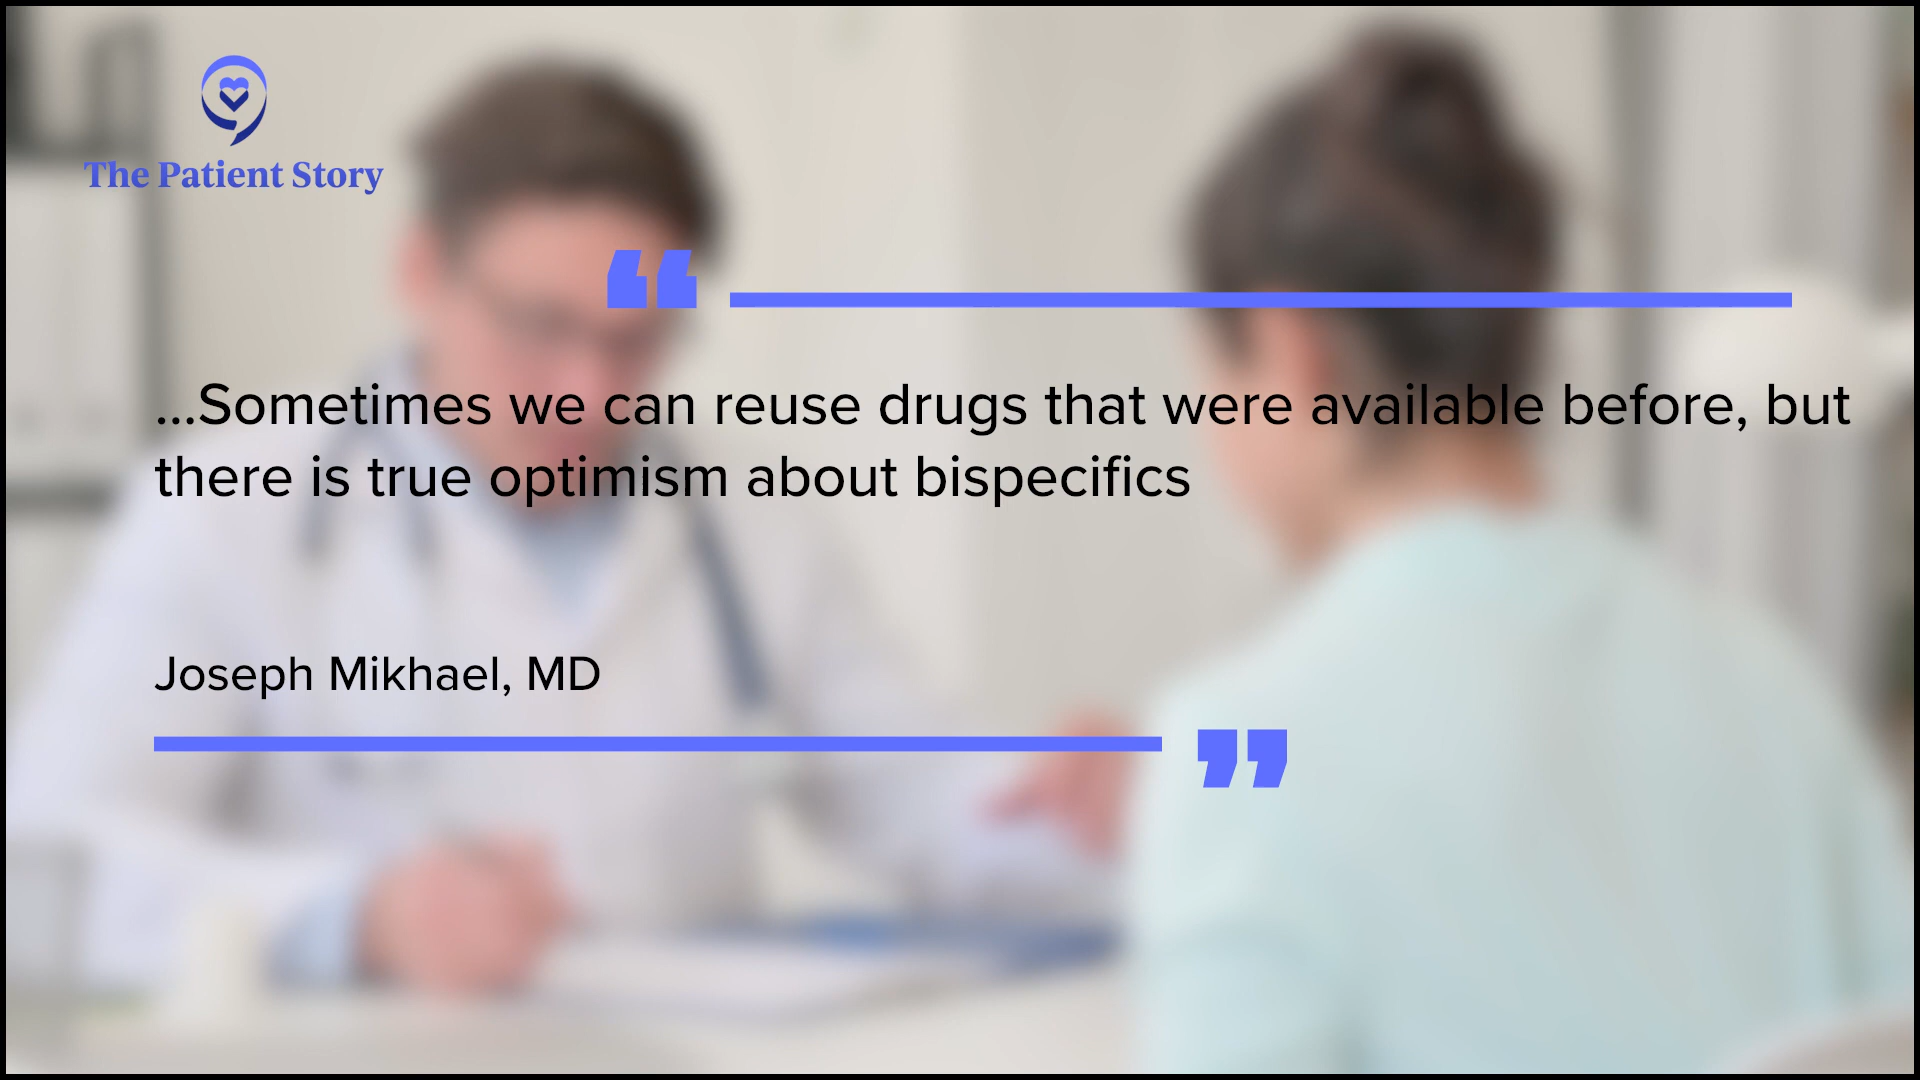 The Patient Story
“
...Sometimes we can reuse drugs that were available before, but
there is true optimism about bispecifics
Joseph Mikhael, MD
”